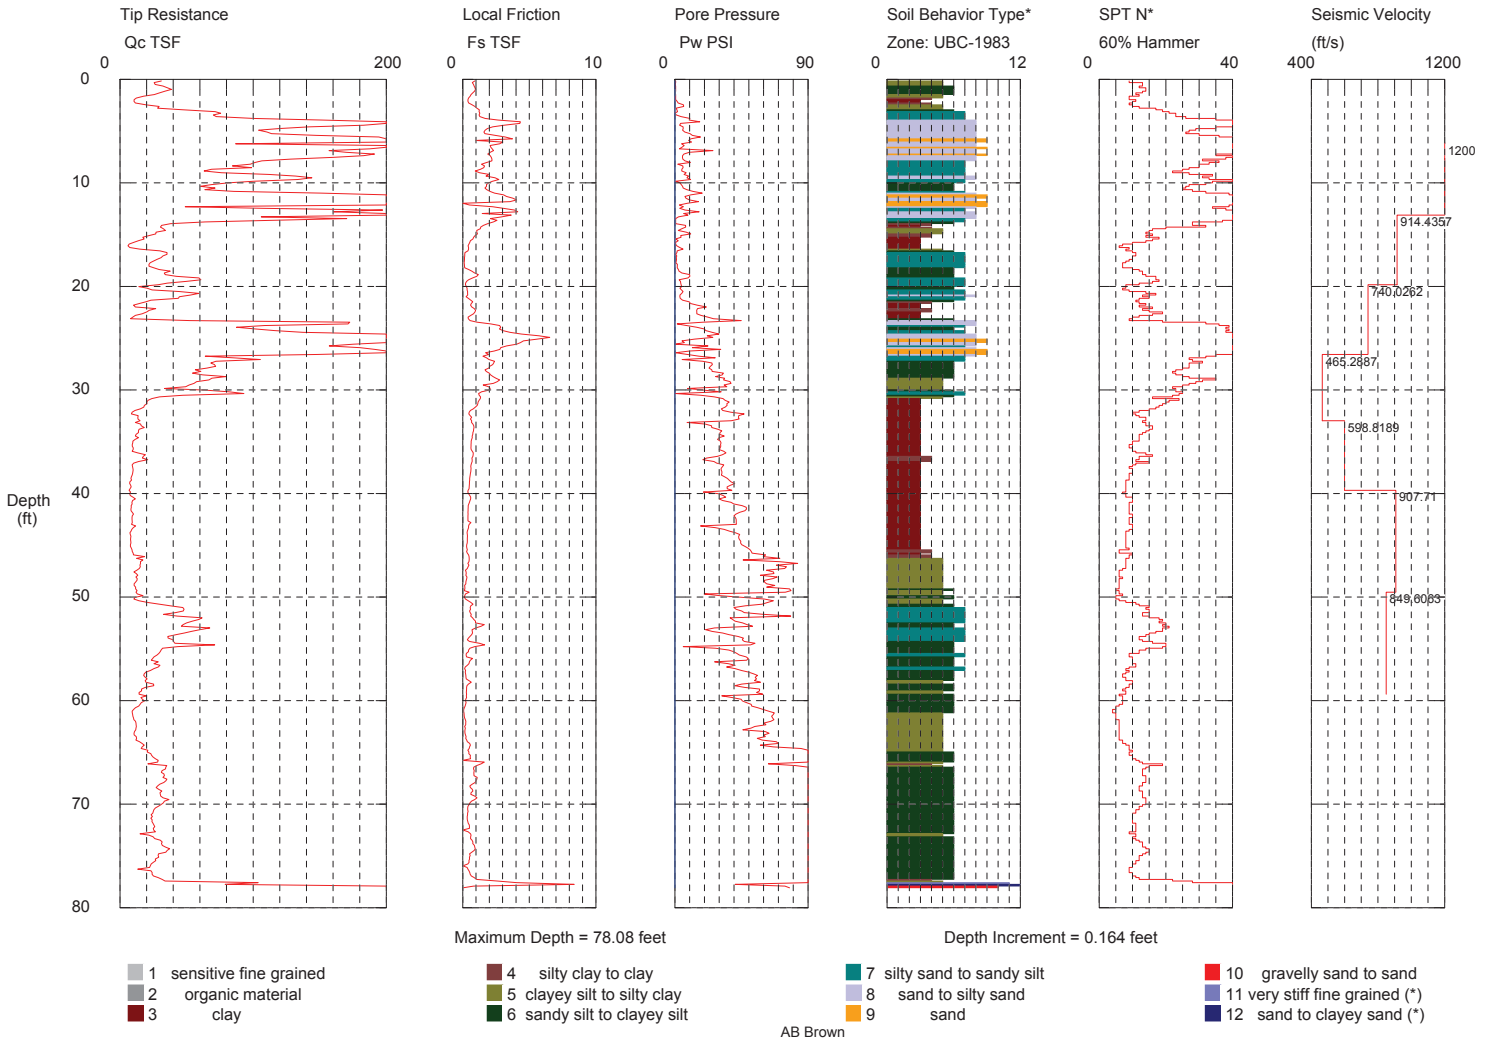 Tip Resistance Local Friction Pore Pressure Soil Behavior Type* SPT N* Seismic Velocity
Qc TSF Fs TSF Pw PSI Zone: UBC-1983 60% Hammer (ft/s)
0 200 0 10 0 90 0 12 0 40 400 1200
0
10
20
30
40
50
60
70
80
Depth
(ft)
1200
914.4357
740.0262
465.2887
598.8189
907.71
849.6063
Maximum Depth = 78.08 feet Depth Increment = 0.164 feet
1 sensitive fine grained 4 silty clay to clay 7 silty sand to sandy silt 10 gravelly sand to sand
2 organic material 5 clayey silt to silty clay 8 sand to silty sand 11 very stiff fine grained (*)
3 clay 6 sandy silt to clayey silt 9 sand 12 sand to clayey sand (*)
AB Brown